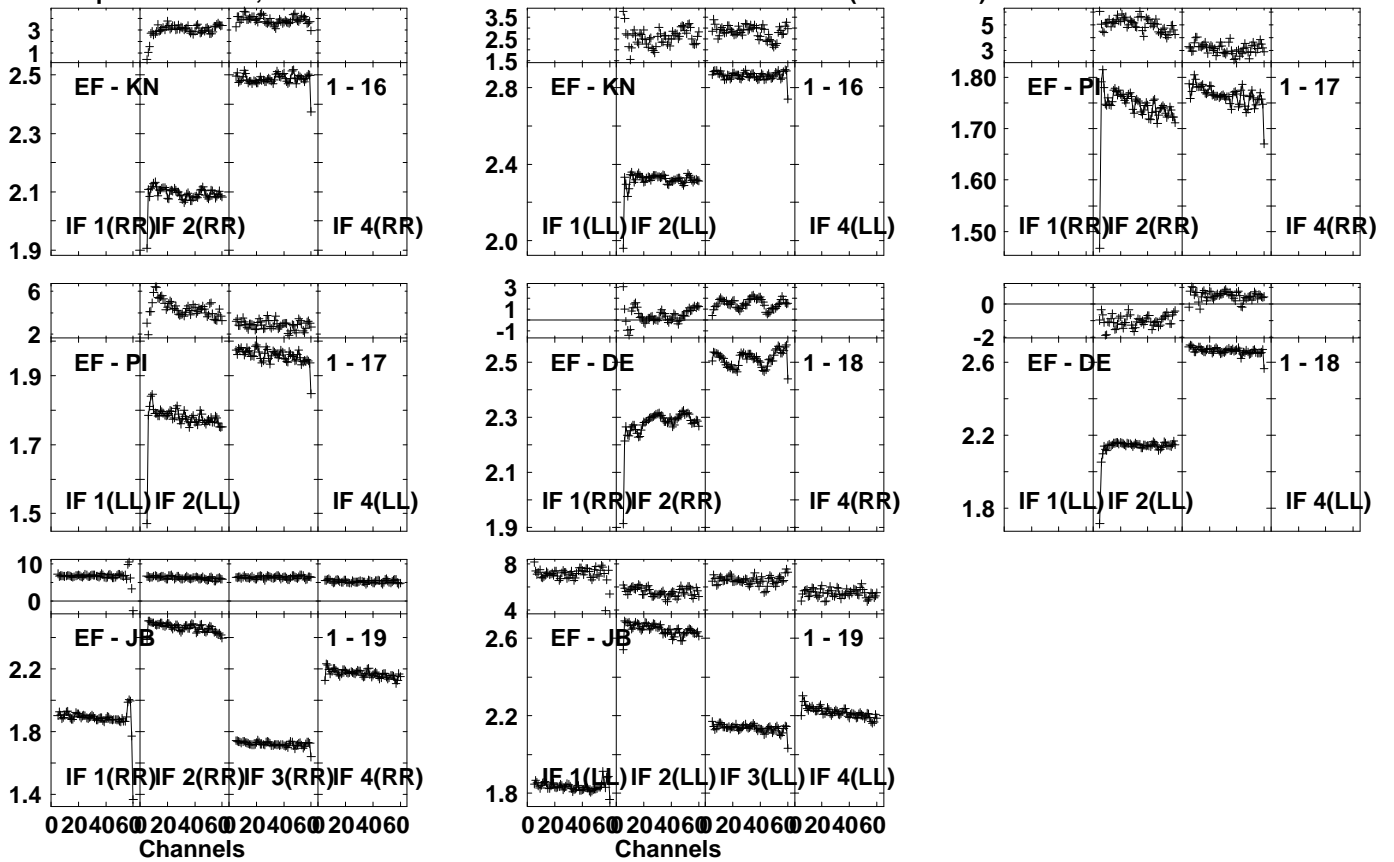 3
1
2.5
2.3
2.1
1.9
EF - KN 1 - 16
IF 1(RR) IF 2(RR) IF 4(RR)
3.5
2.5
1.5
2.8
2.4
2.0
EF - KN 1 - 16
IF 1(LL) IF 2(LL) IF 4(LL)
5
3
1.80
1.70
1.60
1.50
EF - PI 1 - 17
IF 1(RR) IF 2(RR) IF 4(RR)
6
2
1.9
1.7
1.5
EF - PI 1 - 17
IF 1(LL) IF 2(LL) IF 4(LL)
3
1
-1
2.5
2.3
2.1
1.9
EF - DE 1 - 18
IF 1(RR) IF 2(RR) IF 4(RR)
0
-2
2.6
2.2
1.8
EF - DE 1 - 18
IF 1(LL) IF 2(LL) IF 4(LL)
10
0
2.2
1.8
1.4
EF - JB 1 - 19
IF 1(RR) IF 2(RR) IF 3(RR) IF 4(RR)
0 20 40 60 0 20 40 60 0 20 40 60 0 20 40 60
Channels
8
4
2.6
2.2
1.8
EF - JB 1 - 19
IF 1(LL) IF 2(LL) IF 3(LL) IF 4(LL)
0 20 40 60 0 20 40 60 0 20 40 60 0 20 40 60
Channels